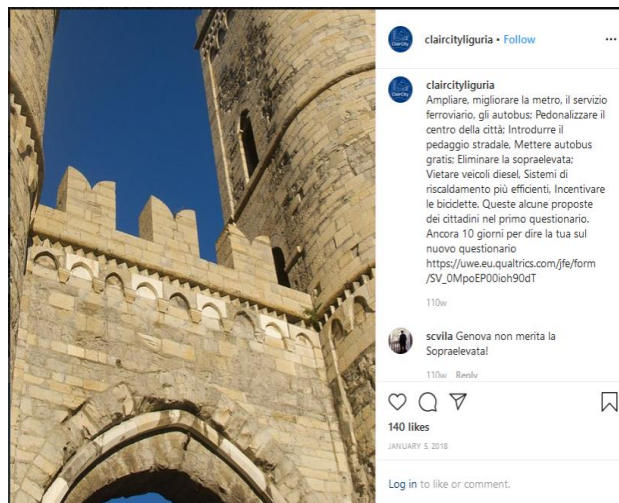 claircityliguria • Follow
ClairCity
claircityliguria
Ampliare, migliorare la metro, il servizio
ferroviario, gli autobus; Pedonalizzare il
centro della città; Introdurre il
pedaggio stradale, Mettere autobus
gratis; Eliminare la sopraelevata;
Vietare veicoli diesel, Sistemi di
riscaldamento più efficienti, Incentivare
le biciclette. Queste alcune proposte
dei cittadini nel primo questionario.
Ancora 10 giorni per dire la tua sul
nuovo questionario
https://uwe.eu.qualtrics.com/jfe/form
/SV_0MpoEP00ioh90dT
110w
scvila Genova non merita la
Sopraelevata!
110w Reply
140 likes
JANUARY 5, 2018
Log in to like or comment.